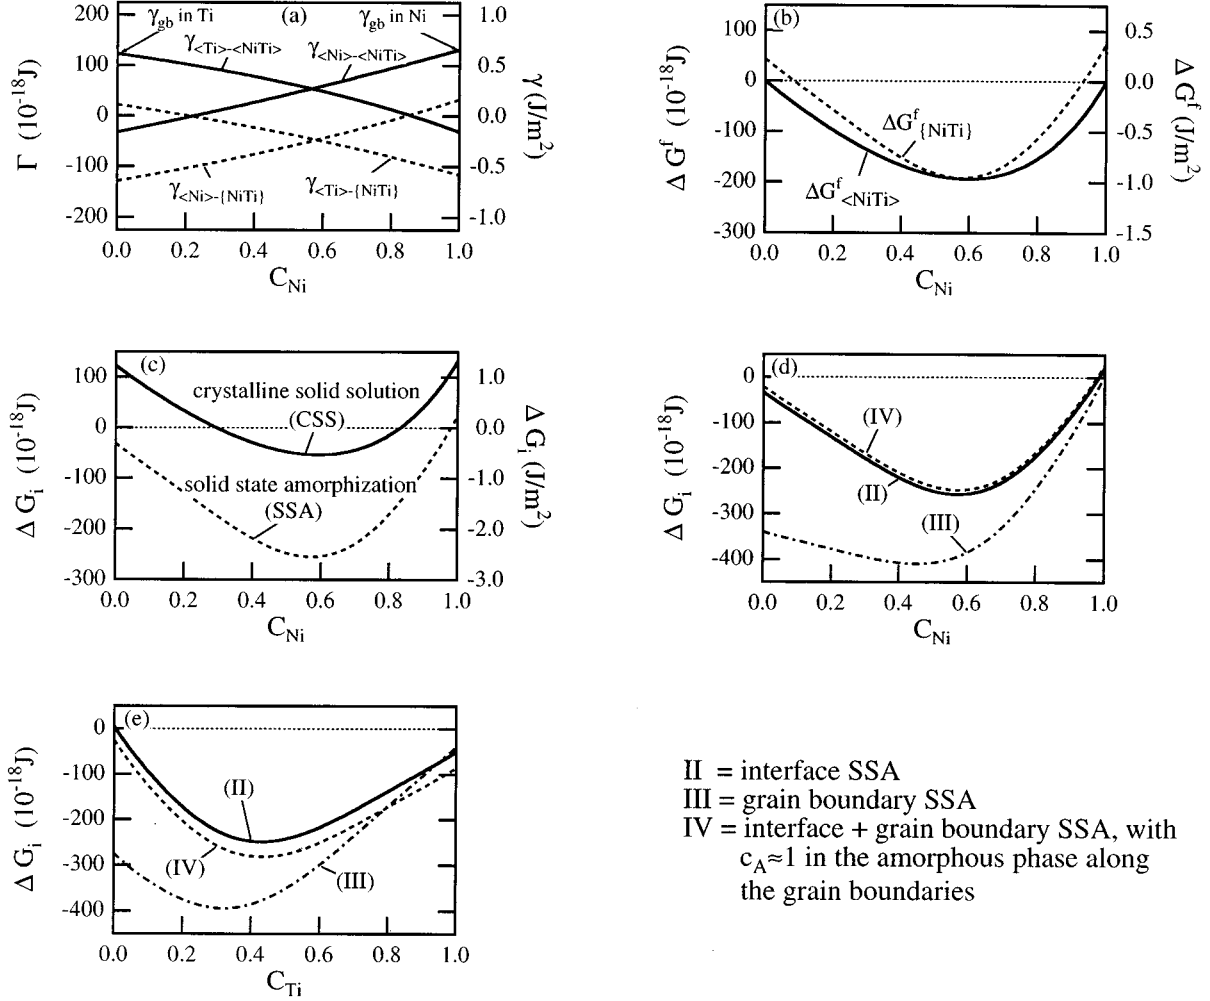 (a)
γgb in Ti
γgb in Ni
γ<Ti>-<NiTi>
γ<Ni>-<NiTi>
γ<Ni>-{NiTi}
γ<Ti>-{NiTi}
200
100
0
-100
-200
Γ (10⁻¹⁸J)
1.0
0.5
0.0
-0.5
-1.0
γ (J/m²)
0.0 0.2 0.4 0.6 0.8 1.0
CNi
(b)
ΔGf{NiTi}
ΔGf<NiTi>
100
0
-100
-200
-300
ΔGf (10⁻¹⁸J)
0.5
0.0
-0.5
-1.0
-1.5
ΔGf (J/m²)
0.0 0.2 0.4 0.6 0.8 1.0
CNi
(c)
crystalline solid solution
(CSS)
solid state amorphization
(SSA)
100
0
-100
-200
-300
ΔGi (10⁻¹⁸J)
1.0
0.0
-1.0
-2.0
-3.0
ΔGi (J/m²)
0.0 0.2 0.4 0.6 0.8 1.0
CNi
(d)
(IV)
(II)
(III)
0
-100
-200
-300
-400
ΔGi (10⁻¹⁸J)
0.0 0.2 0.4 0.6 0.8 1.0
CNi
(e)
(II)
(IV)
(III)
0
-100
-200
-300
-400
ΔGi (10⁻¹⁸J)
0.0 0.2 0.4 0.6 0.8 1.0
CTi
II = interface SSA
III = grain boundary SSA
IV = interface + grain boundary SSA, with
cA≈1 in the amorphous phase along
the grain boundaries